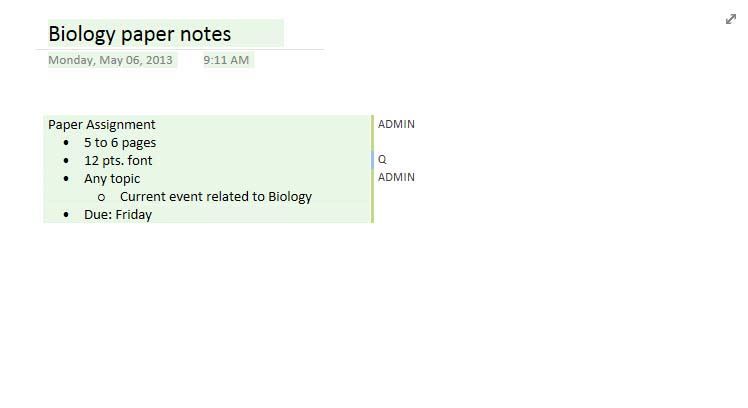 Biology paper notes
Monday, May 06, 2013 9:11 AM
Paper Assignment ADMIN
• 5 to 6 pages
• 12 pts. font Q
• Any topic ADMIN
o Current event related to Biology
• Due: Friday